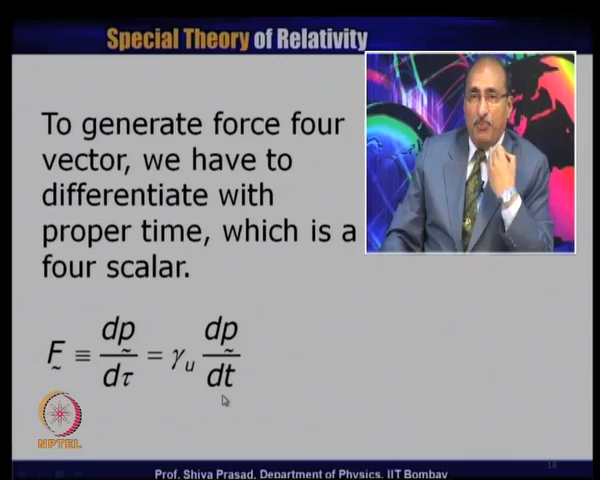 Special Theory of Relativity
To generate force four
vector, we have to
differentiate with
proper time, which is a
four scalar.
F̰ ≡ dp̰/dτ = γᵤ dp̰/dt
NPTEL
18
Prof. Shiva Prasad, Department of Physics, IIT Bombay